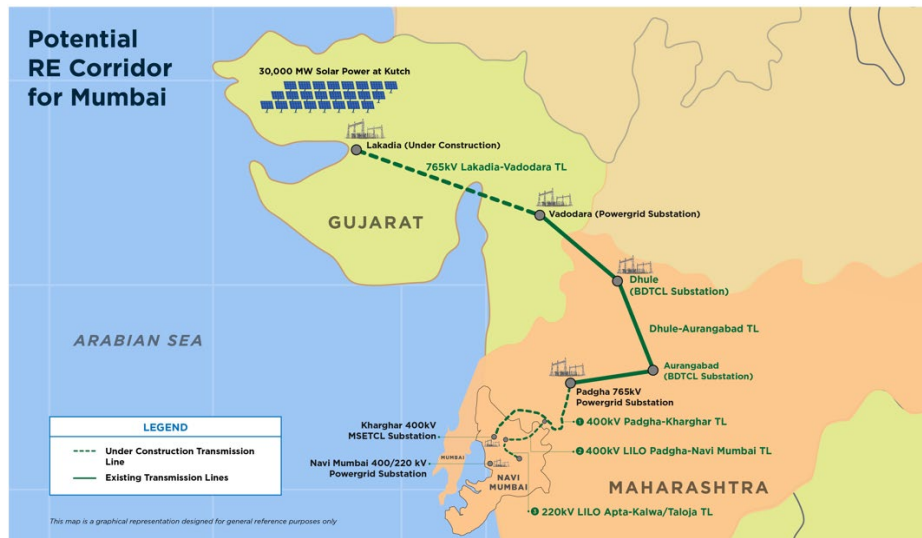 Potential
RE Corridor
for Mumbai
30,000 MW Solar Power at Kutch
Lakadia (Under Construction)
765kV Lakadia-Vadodara TL
GUJARAT
Vadodara (Powergrid Substation)
Dhule
(BDTCL Substation)
ARABIAN SEA
Dhule-Aurangabad TL
Aurangabad
(BDTCL Substation)
Padgha 765kV
Powergrid Substation
LEGEND
Under Construction Transmission
Line
Existing Transmission Lines
Kharghar 400kV
MSETCL Substation
1 400kV Padgha-Kharghar TL
MUMBAI
2 400kV LILO Padgha-Navi Mumbai TL
Navi Mumbai 400/220 kV
Powergrid Substation
NAVI
MUMBAI
MAHARASHTRA
3 220kV LILO Apta-Kalwa/Taloja TL
This map is a graphical representation designed for general reference purposes only